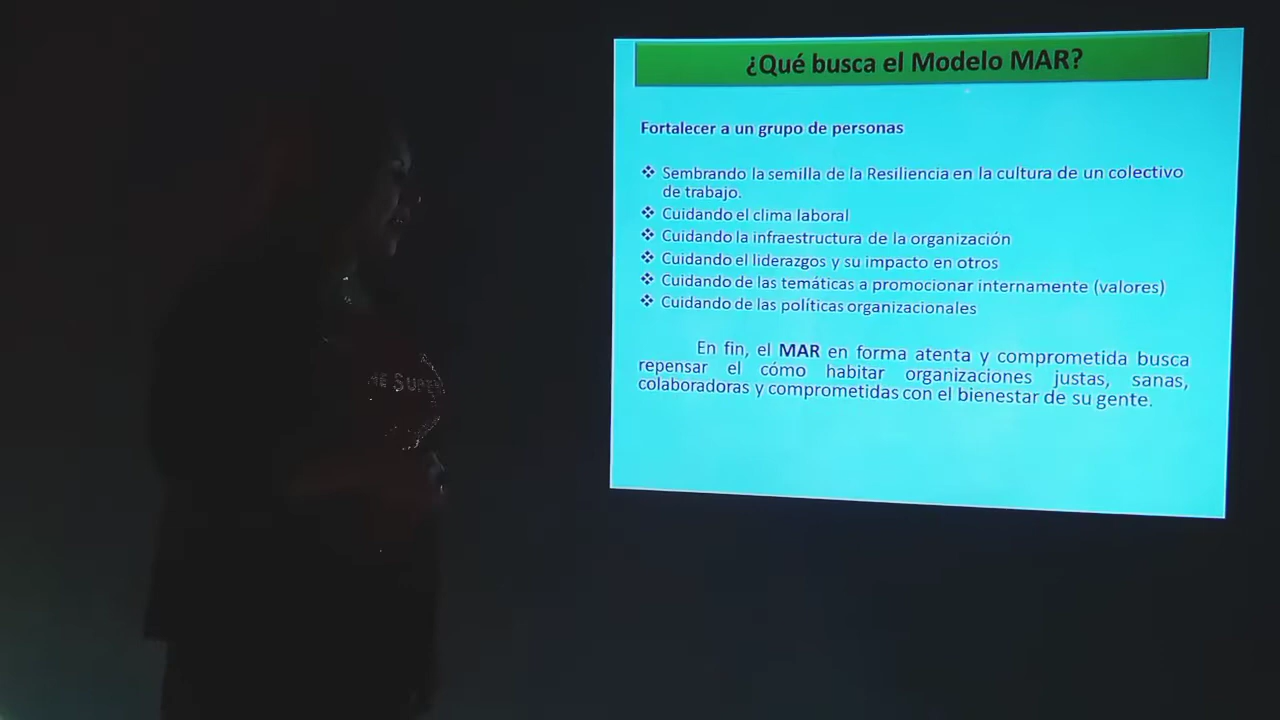 ¿Qué busca el Modelo MAR?
Fortalecer a un grupo de personas
❖ Sembrando la semilla de la Resiliencia en la cultura de un colectivo
de trabajo.
❖ Cuidando el clima laboral
❖ Cuidando la infraestructura de la organización
❖ Cuidando el liderazgos y su impacto en otros
❖ Cuidando de las temáticas a promocionar internamente (valores)
❖ Cuidando de las políticas organizacionales
En fin, el MAR en forma atenta y comprometida busca
repensar el cómo habitar organizaciones justas, sanas,
colaboradoras y comprometidas con el bienestar de su gente.